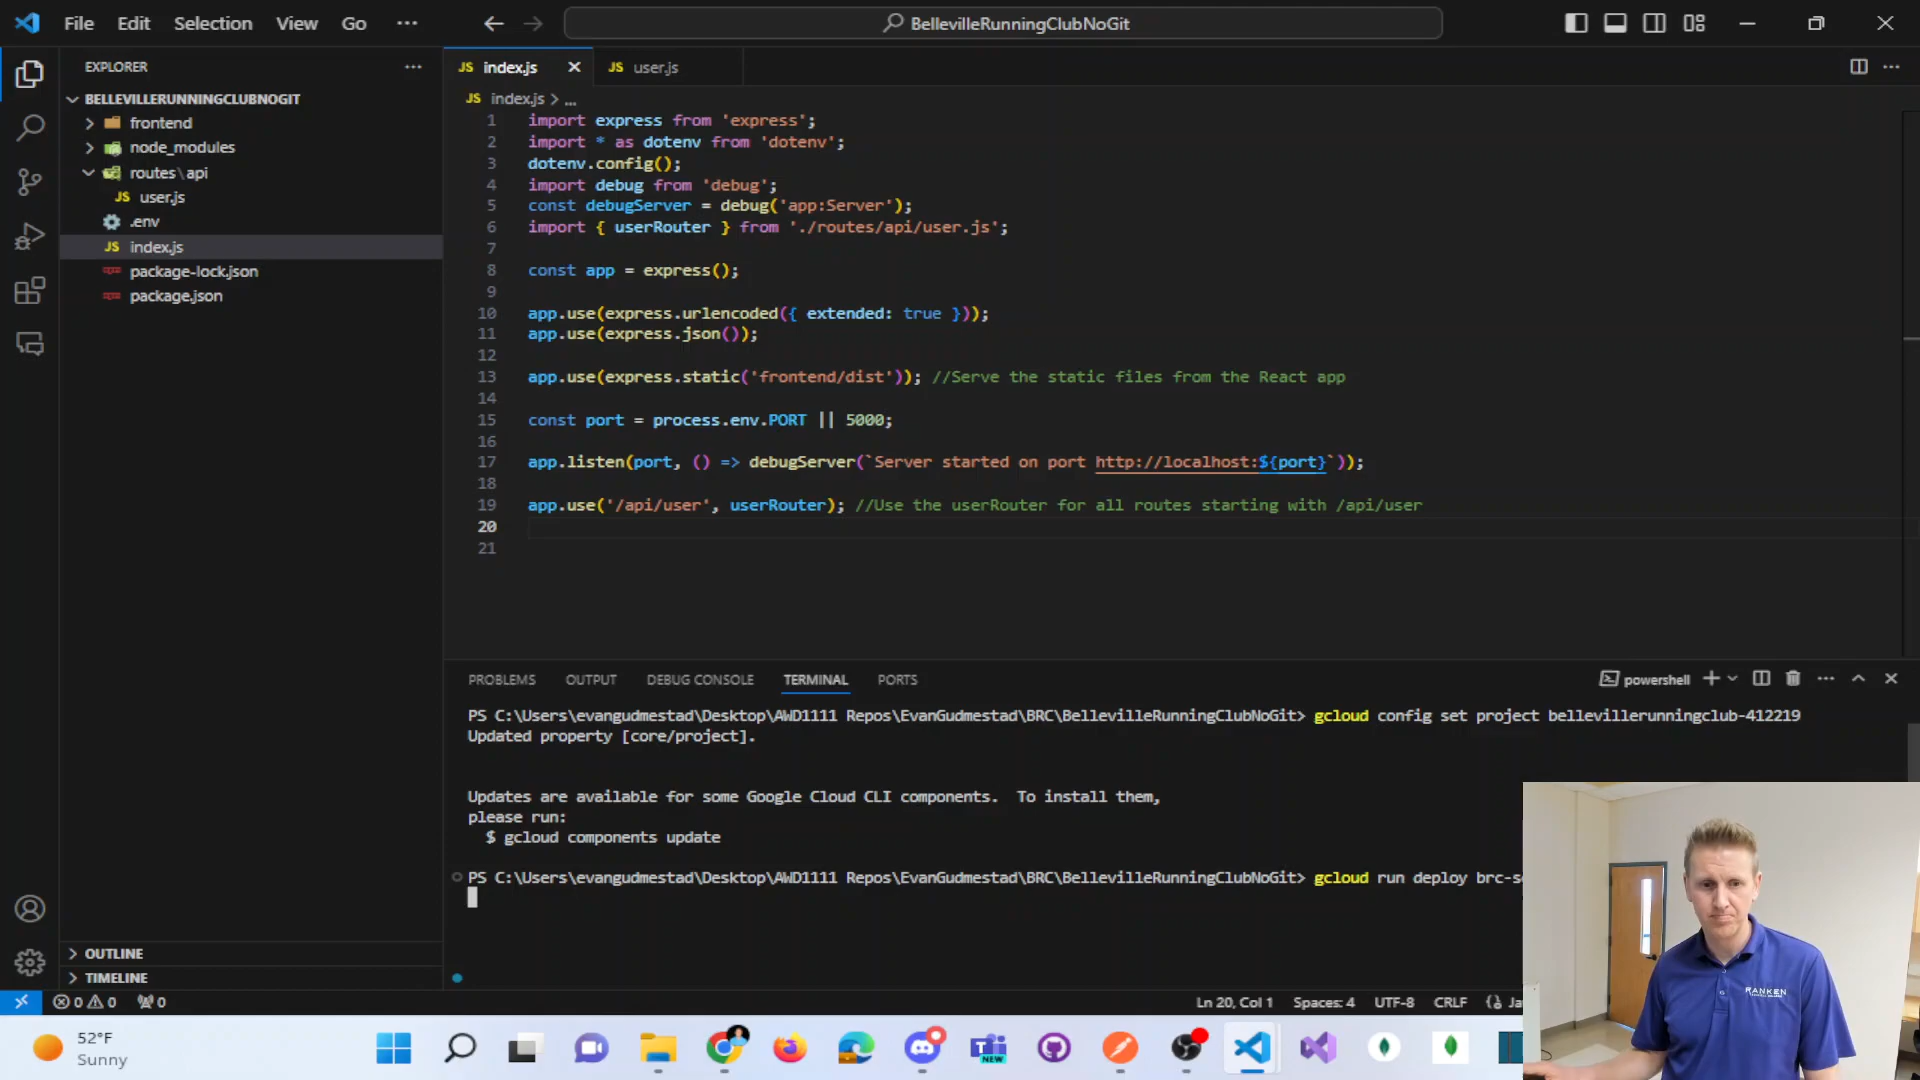 File Edit Selection View Go ···
BellevilleRunningClubNoGit
EXPLORER ···
BELLEVILLERUNNINGCLUBNOGIT
frontend
node_modules
routes\api
JS user.js
.env
JS index.js
package-lock.json
package.json
OUTLINE
TIMELINE
JS index.js
JS user.js
JS index.js > ...
1 import express from 'express';
2 import * as dotenv from 'dotenv';
3 dotenv.config();
4 import debug from 'debug';
5 const debugServer = debug('app:Server');
6 import { userRouter } from './routes/api/user.js';
7
8 const app = express();
9
10 app.use(express.urlencoded({ extended: true }));
11 app.use(express.json());
12
13 app.use(express.static('frontend/dist')); //Serve the static files from the React app
14
15 const port = process.env.PORT || 5000;
16
17 app.listen(port, () => debugServer(`Server started on port http://localhost:${port}`));
18
19 app.use('/api/user', userRouter); //Use the userRouter for all routes starting with /api/user
20
21
PROBLEMS OUTPUT DEBUG CONSOLE TERMINAL PORTS
powershell
PS C:\Users\evangudmestad\Desktop\AWD1111 Repos\EvanGudmestad\BRC\BellevilleRunningClubNoGit> gcloud config set project bellevillerunningclub-412219
Updated property [core/project].
Updates are available for some Google Cloud CLI components. To install them,
please run:
$ gcloud components update
PS C:\Users\evangudmestad\Desktop\AWD1111 Repos\EvanGudmestad\BRC\BellevilleRunningClubNoGit> gcloud run deploy brc-s
RANKEN
0 0 0
Ln 20, Col 1 Spaces: 4 UTF-8 CRLF
52°F
Sunny
NEW